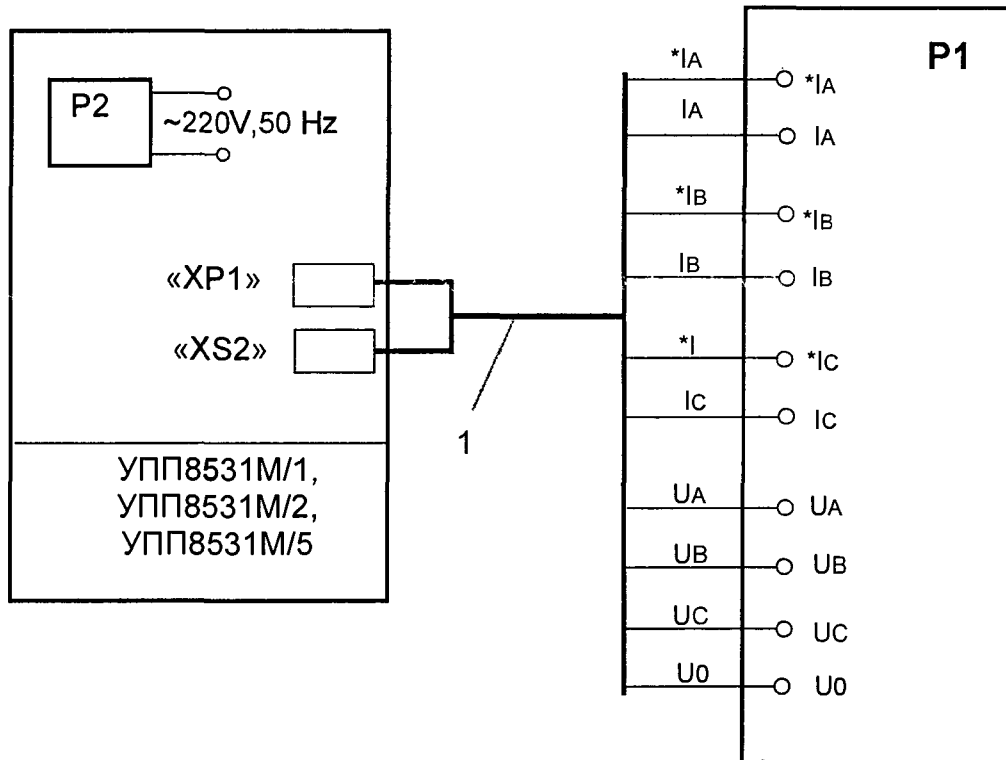 P2
~220V,50 Hz
«XP1»
«XS2»
УПП8531М/1,
УПП8531М/2,
УПП8531М/5
1
P1
*IA
*IA
IA
IA
*IB
*IB
IB
IB
*I
*IC
IC
IC
UA
UA
UB
UB
UC
UC
U0
U0